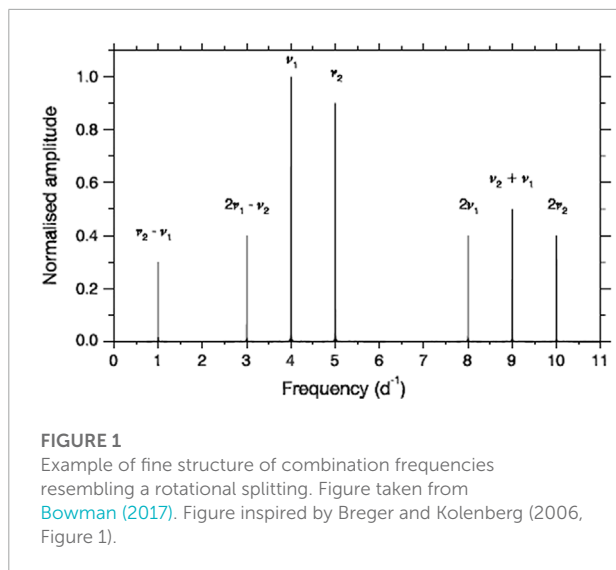 ν₁
ν₂
ν₂ + ν₁
2ν₁ - ν₂
2ν₁
2ν₂
ν₂ - ν₁
Normalised amplitude
1.0
0.8
0.6
0.4
0.2
0.0
0 1 2 3 4 5 6 7 8 9 10 11
Frequency (d⁻¹)
FIGURE 1
Example of fine structure of combination frequencies
resembling a rotational splitting. Figure taken from
Bowman (2017). Figure inspired by Breger and Kolenberg (2006,
Figure 1).